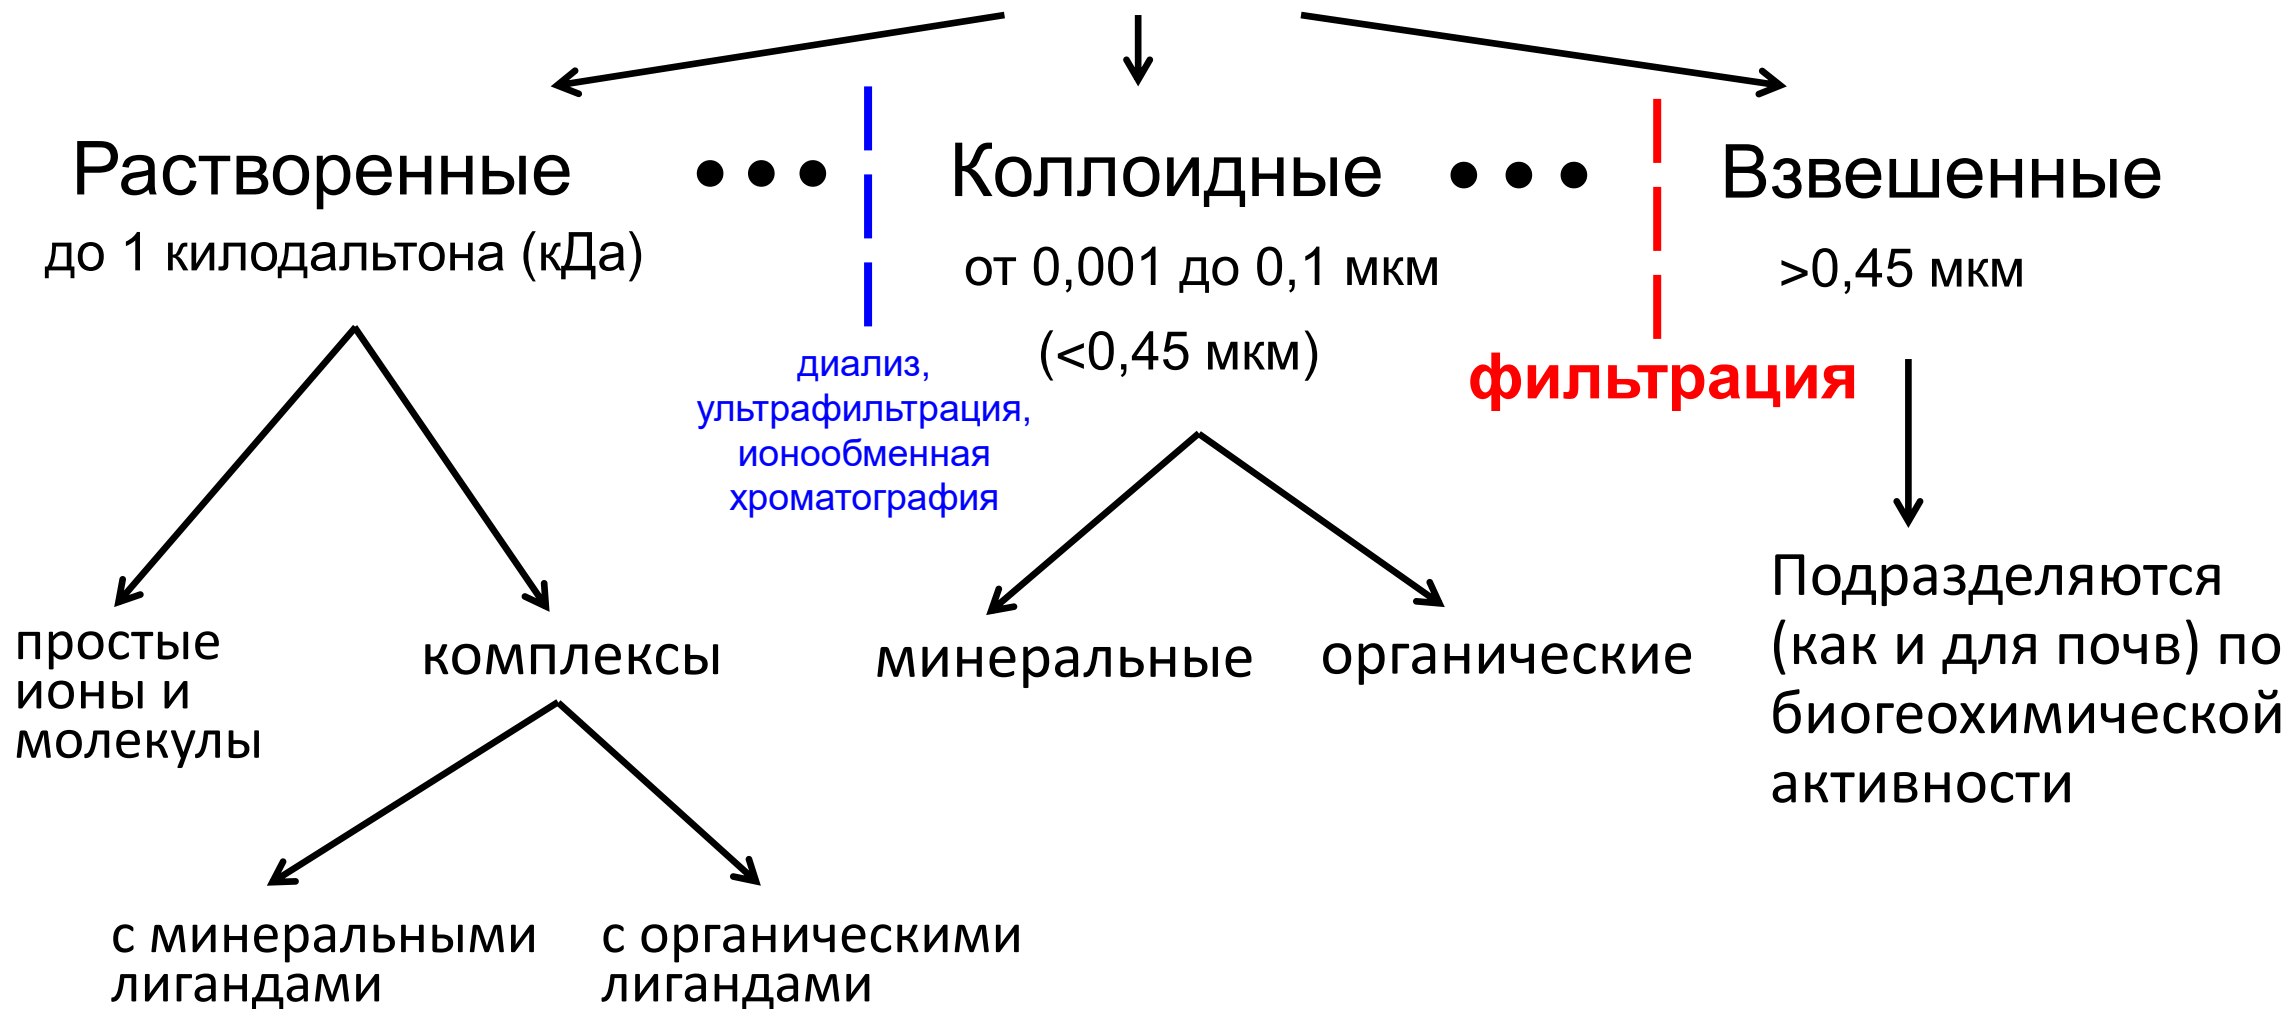 Растворенные
до 1 килодальтона (кДа)
Коллоидные
от 0,001 до 0,1 мкм
(<0,45 мкм)
Взвешенные
>0,45 мкм
диализ,
ультрафильтрация,
ионообменная
хроматография
фильтрация
простые
ионы и
молекулы
комплексы
минеральные
органические
Подразделяются
(как и для почв) по
биогеохимической
активности
с минеральными
лигандами
с органическими
лигандами